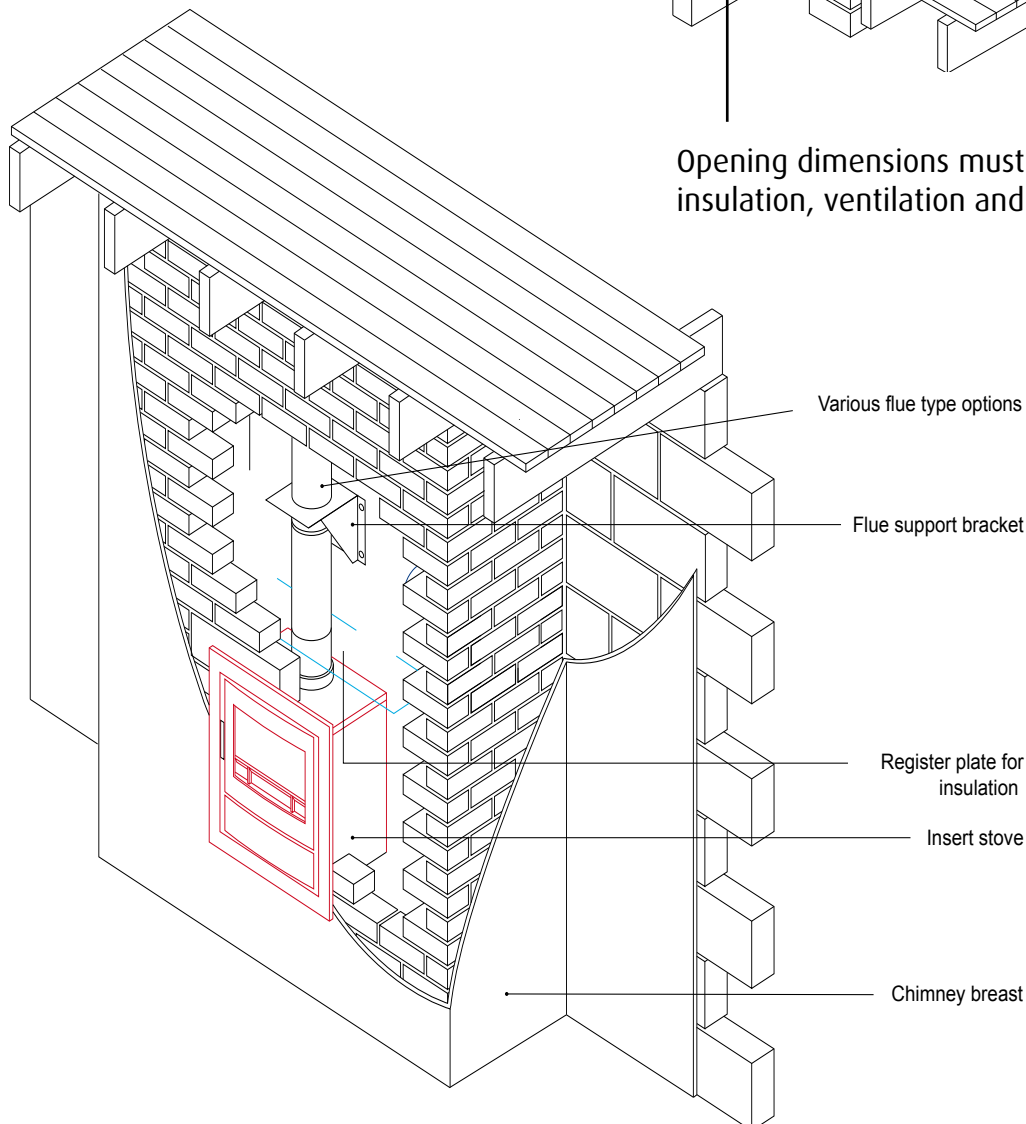 Opening dimensions must
insulation, ventilation and
Various flue type options
Flue support bracket
Register plate for
insulation
Insert stove
Chimney breast